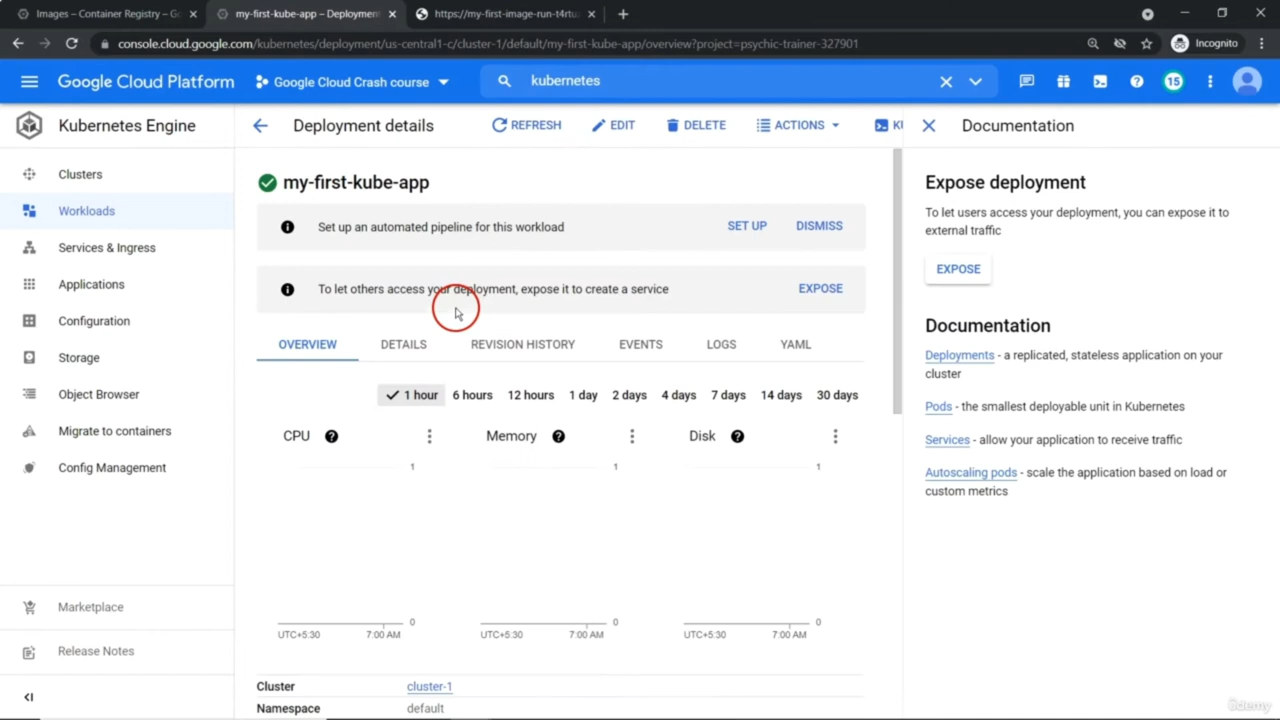 Images – Container Registry – Go
my-first-kube-app – Deployment
https://my-first-image-run-t4rtu
console.cloud.google.com/kubernetes/deployment/us-central1-c/cluster-1/default/my-first-kube-app/overview?project=psychic-trainer-327901
Incognito
Google Cloud Platform
Google Cloud Crash course
kubernetes
15
Kubernetes Engine
Clusters
Workloads
Services & Ingress
Applications
Configuration
Storage
Object Browser
Migrate to containers
Config Management
Marketplace
Release Notes
Deployment details
REFRESH
EDIT
DELETE
ACTIONS
KU
my-first-kube-app
Set up an automated pipeline for this workload
SET UP
DISMISS
To let others access your deployment, expose it to create a service
EXPOSE
OVERVIEW
DETAILS
REVISION HISTORY
EVENTS
LOGS
YAML
1 hour
6 hours
12 hours
1 day
2 days
4 days
7 days
14 days
30 days
CPU
1
0
UTC+5:30
7:00 AM
Memory
1
0
UTC+5:30
7:00 AM
Disk
1
0
UTC+5:30
7:00 AM
Cluster
cluster-1
Namespace
default
Documentation
Expose deployment
To let users access your deployment, you can expose it to
external traffic
EXPOSE
Documentation
Deployments - a replicated, stateless application on your
cluster
Pods - the smallest deployable unit in Kubernetes
Services - allow your application to receive traffic
Autoscaling pods - scale the application based on load or
custom metrics
ûdemy